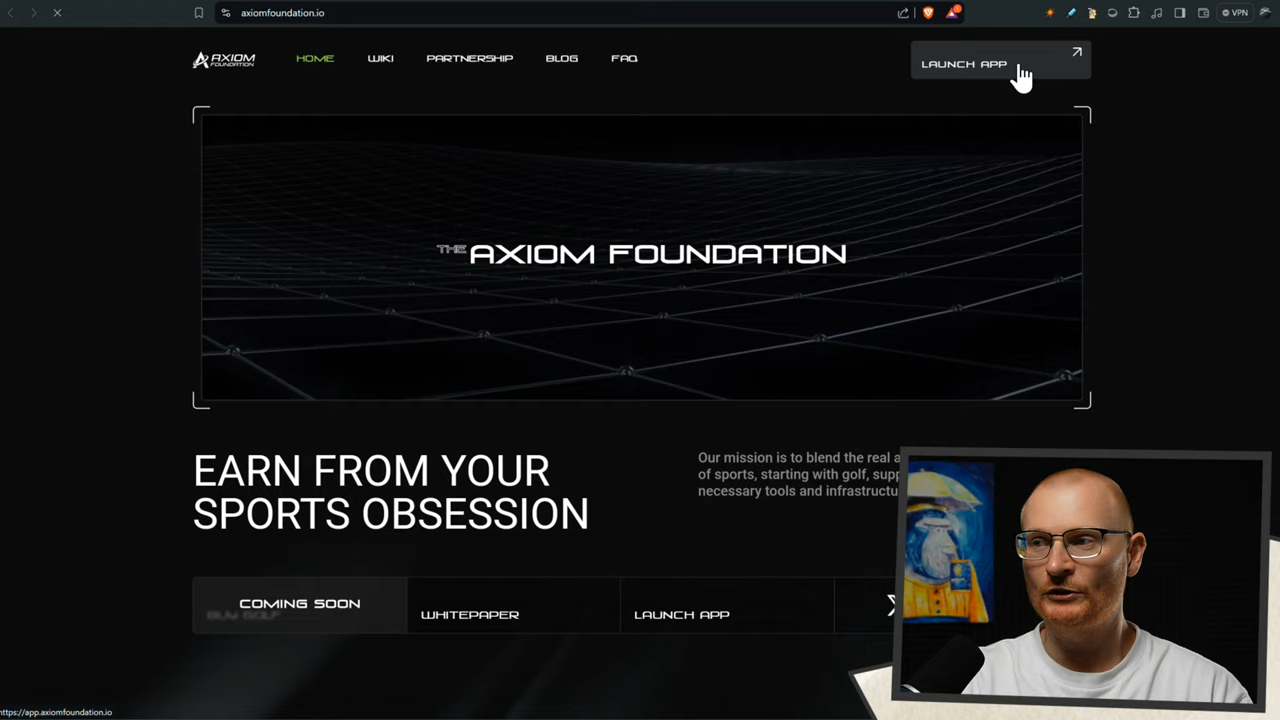 axiomfoundation.io
VPN
AXIOM
FOUNDATION
HOME
WIKI
PARTNERSHIP
BLOG
FAQ
LAUNCH APP
THE AXIOM FOUNDATION
EARN FROM YOUR
SPORTS OBSESSION
Our mission is to blend the real a
of sports, starting with golf, supp
necessary tools and infrastructu
COMING SOON
BUY GOLF
WHITEPAPER
LAUNCH APP
https://app.axiomfoundation.io